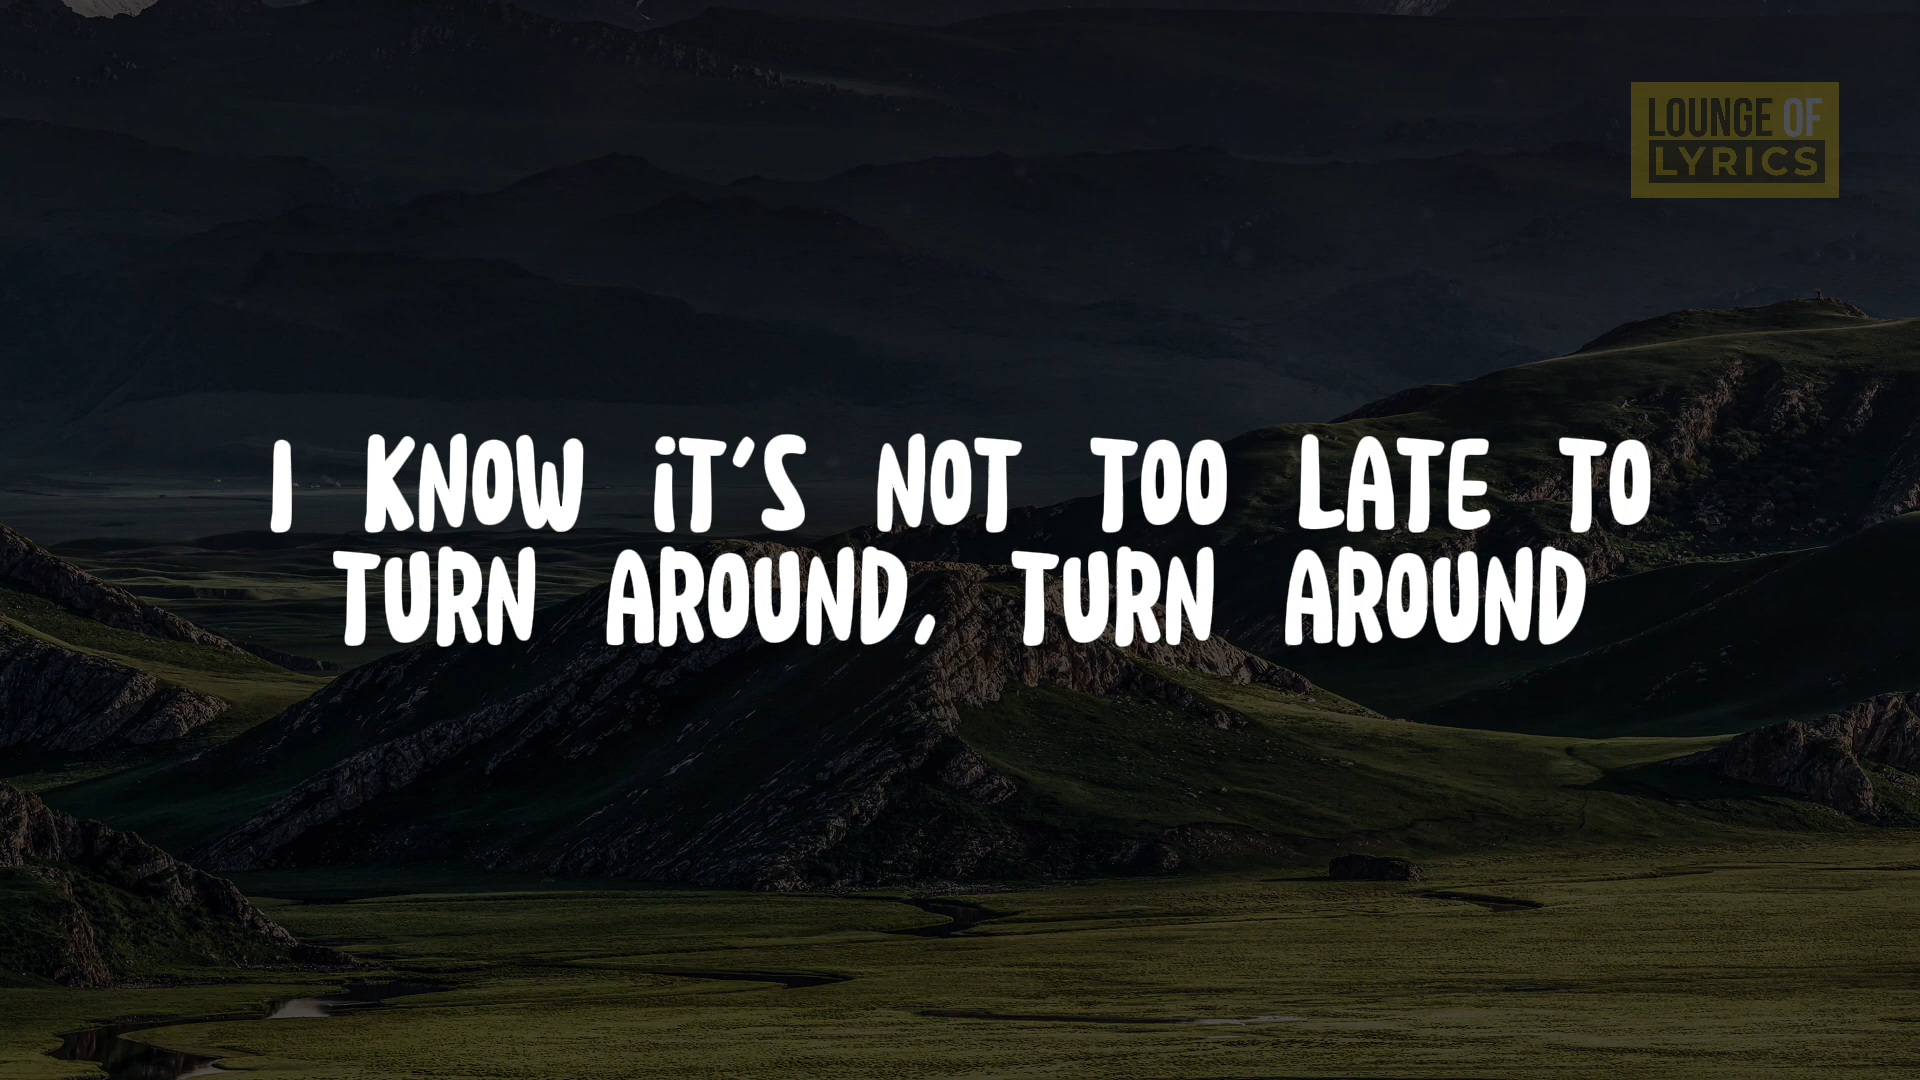 LOUNGE OF
LYRICS
I KNOW iT'S NOT TOO LATE TO
TURN AROUND, TURN AROUND